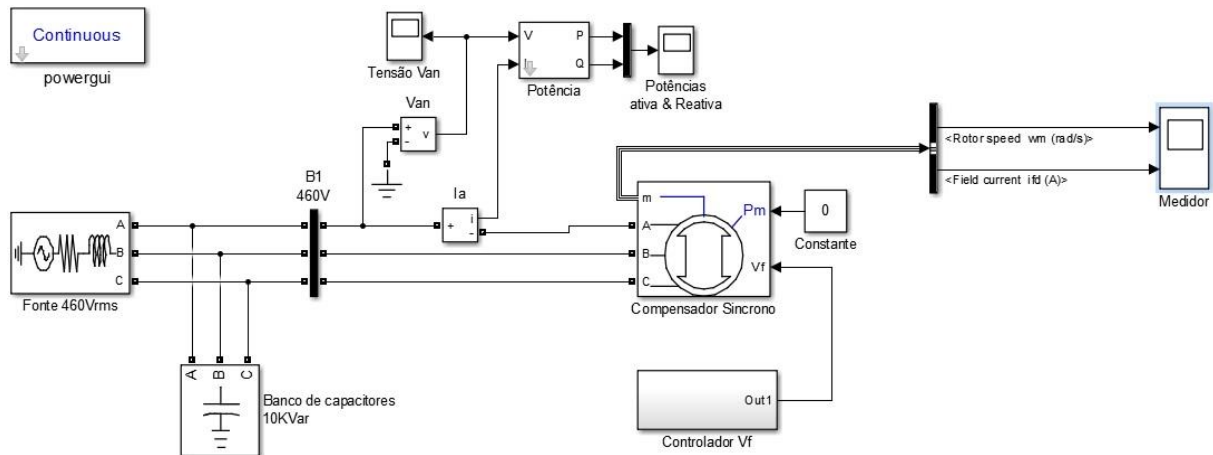 Continuous
powergui
Tensão Van
V
I
P
Q
Potência
Potências
ativa & Reativa
Van
+
-
v
B1
460V
Ia
+
i
-
<Rotor speed wm (rad/s)>
<Field current ifd (A)>
Medidor
m
A
B
C
Pm
Vf
Compensador Sincrono
0
Constante
A
B
C
Fonte 460Vrms
A
B
C
Banco de capacitores
10KVar
Out1
Controlador Vf